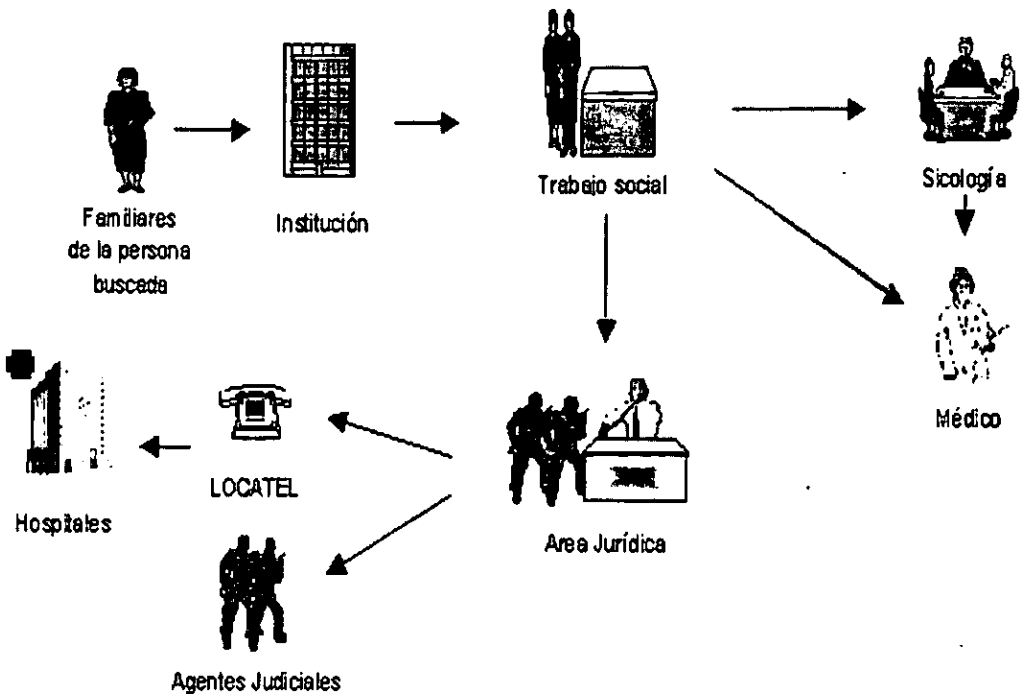 Familiares
de la persona
buscada
Institución
Trabajo social
Sicología
Médico
Area Jurídica
LOCATEL
Hospitales
Agentes Judiciales